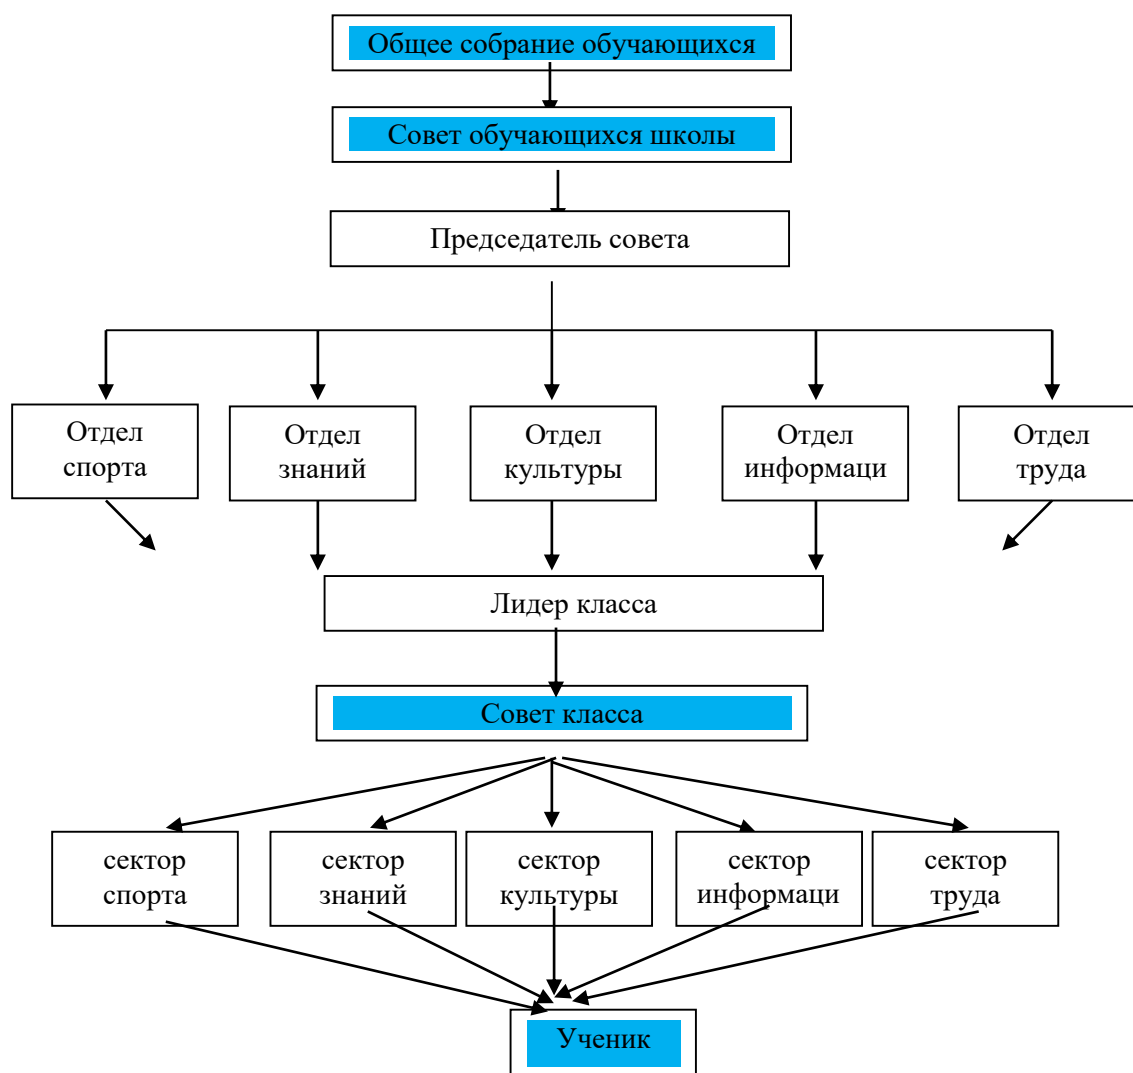 Общее собрание обучающихся
Совет обучающихся школы
Председатель совета
Отдел
спорта
Отдел
знаний
Отдел
культуры
Отдел
информаци
Отдел
труда
Лидер класса
Совет класса
сектор
спорта
сектор
знаний
сектор
культуры
сектор
информаци
сектор
труда
Ученик